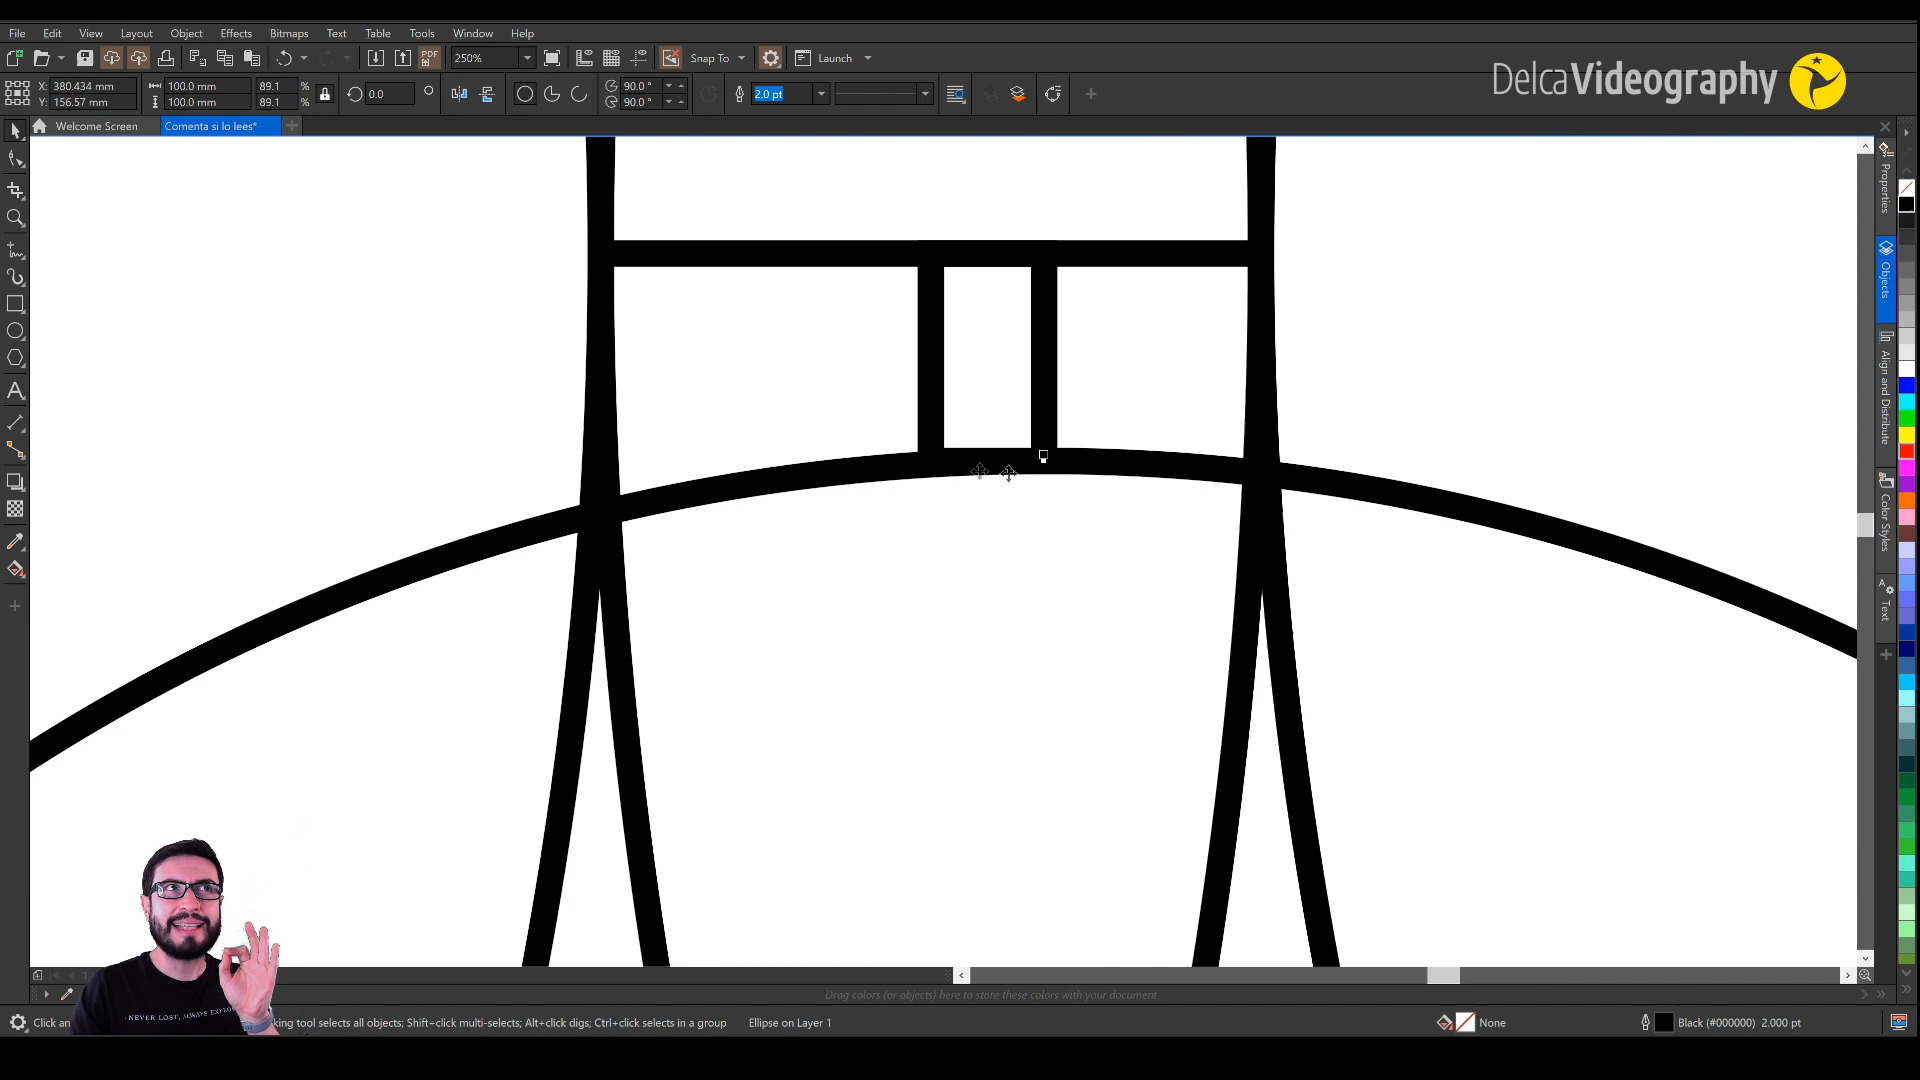 File Edit View Layout Object Effects Bitmaps Text Table Tools Window Help
PDF 250% Snap To Launch
DelcaVideography
X: 380.434 mm 100.0 mm 89.1 % 0.0 90.0 ° 2.0 pt
Y: 156.57 mm 100.0 mm 89.1 % 90.0 °
Welcome Screen Comenta si lo lees*
Properties
Objects
Align and Distribute
Color Styles
Text
Drag colors (or objects) here to store these colors with your document
NEVER LOST, ALWAYS
Click an king tool selects all objects; Shift+click multi-selects; Alt+click digs; Ctrl+click selects in a group Ellipse on Layer 1 None Black (#000000) 2.000 pt